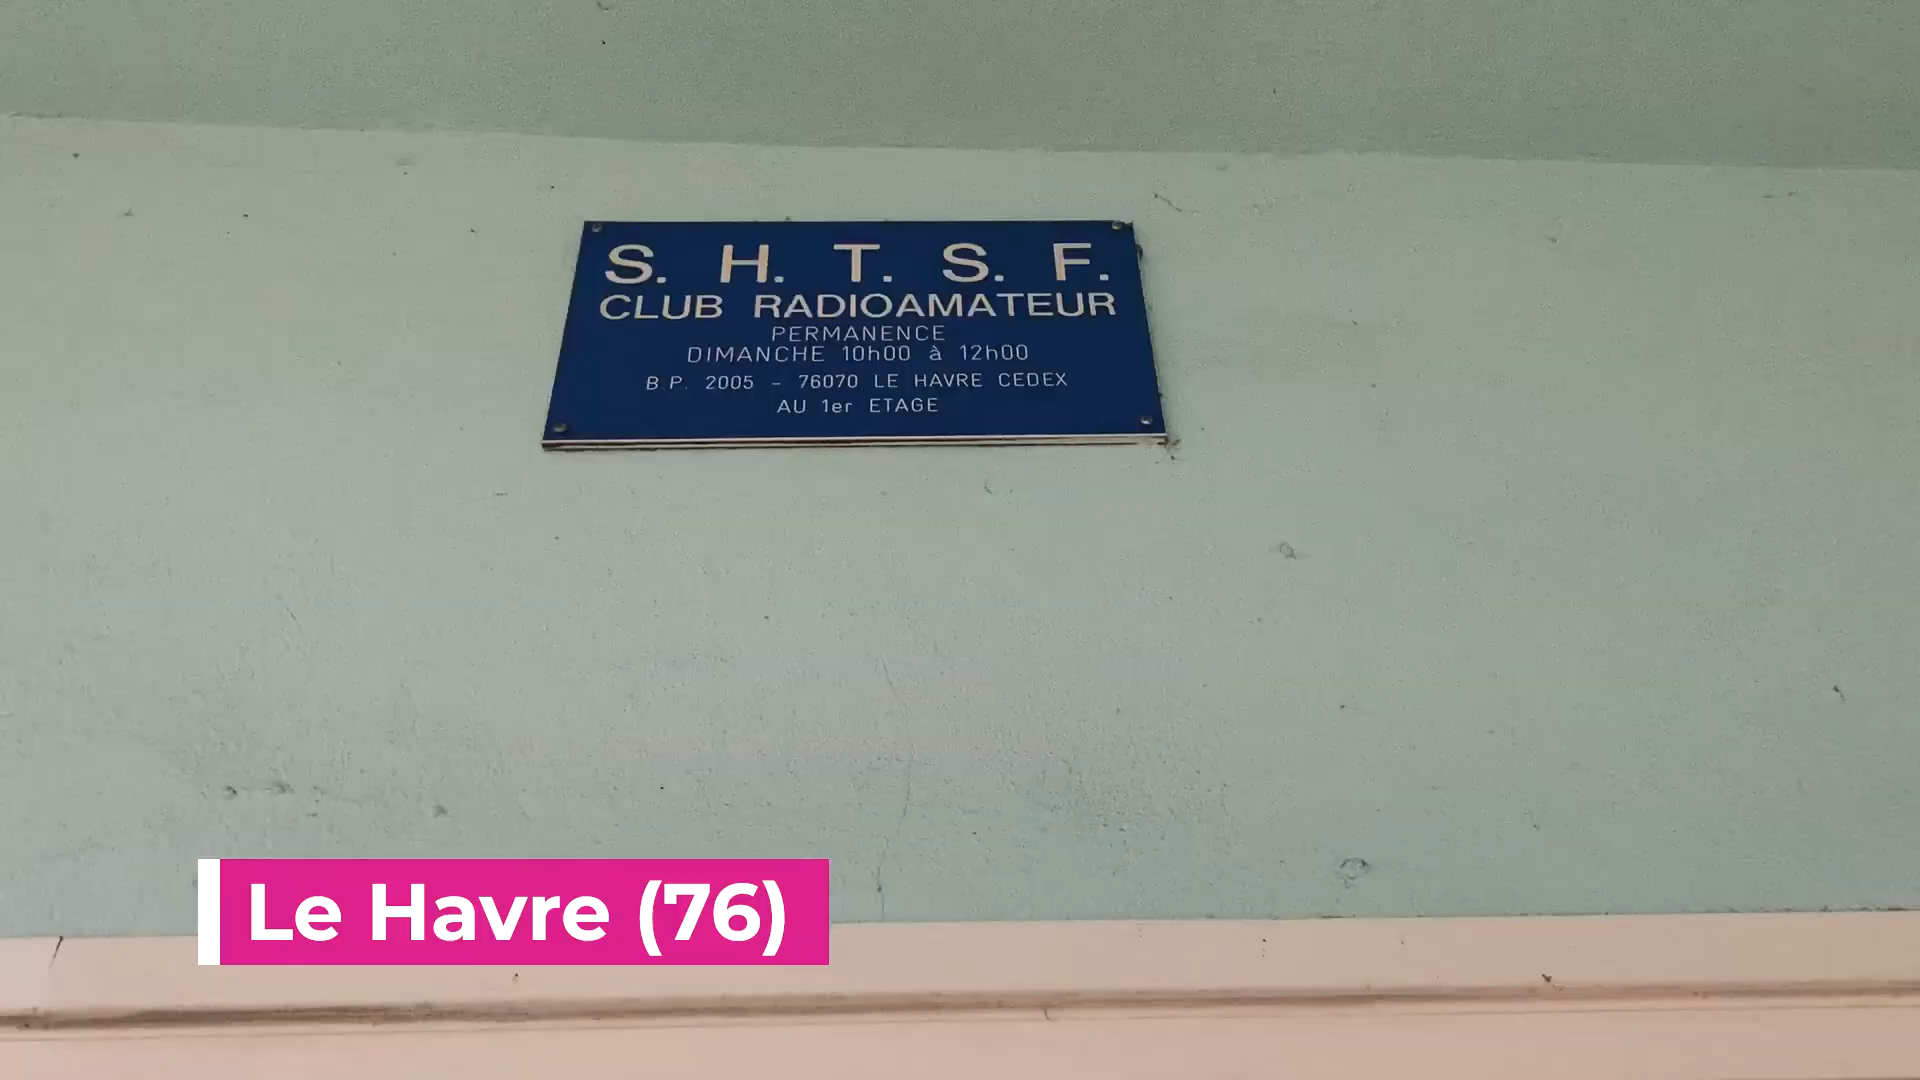 S. H. T. S. F.
CLUB RADIOAMATEUR
PERMANENCE
DIMANCHE 10h00 à 12h00
B.P. 2005 - 76070 LE HAVRE CEDEX
AU 1er ETAGE
Le Havre (76)